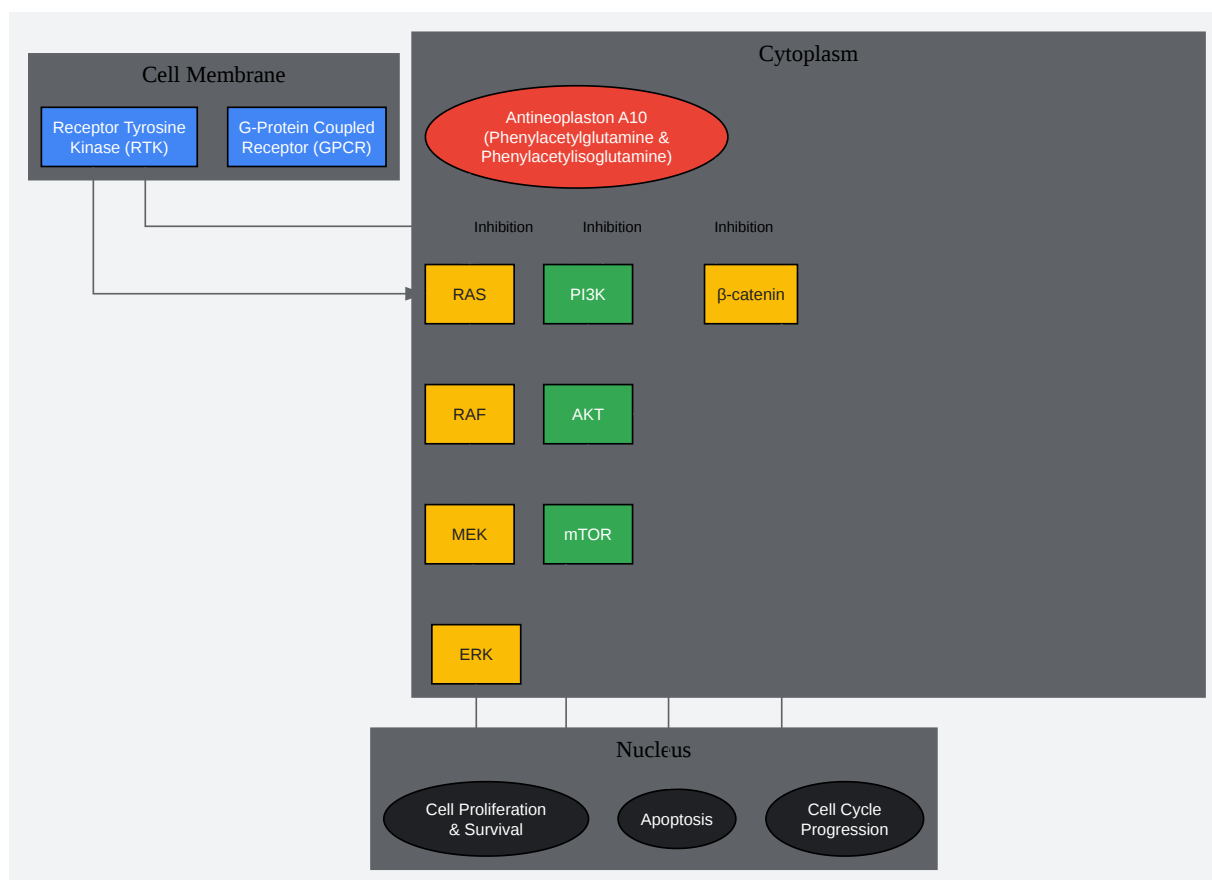 Cell Membrane
Receptor Tyrosine
Kinase (RTK)
G-Protein Coupled
Receptor (GPCR)
Cytoplasm
Antineoplaston A10
(Phenylacetylglutamine &
Phenylacetylisoglutamine)
Inhibition
Inhibition
Inhibition
RAS
PI3K
β-catenin
RAF
AKT
MEK
mTOR
ERK
Nucleus
Cell Proliferation
& Survival
Apoptosis
Cell Cycle
Progression